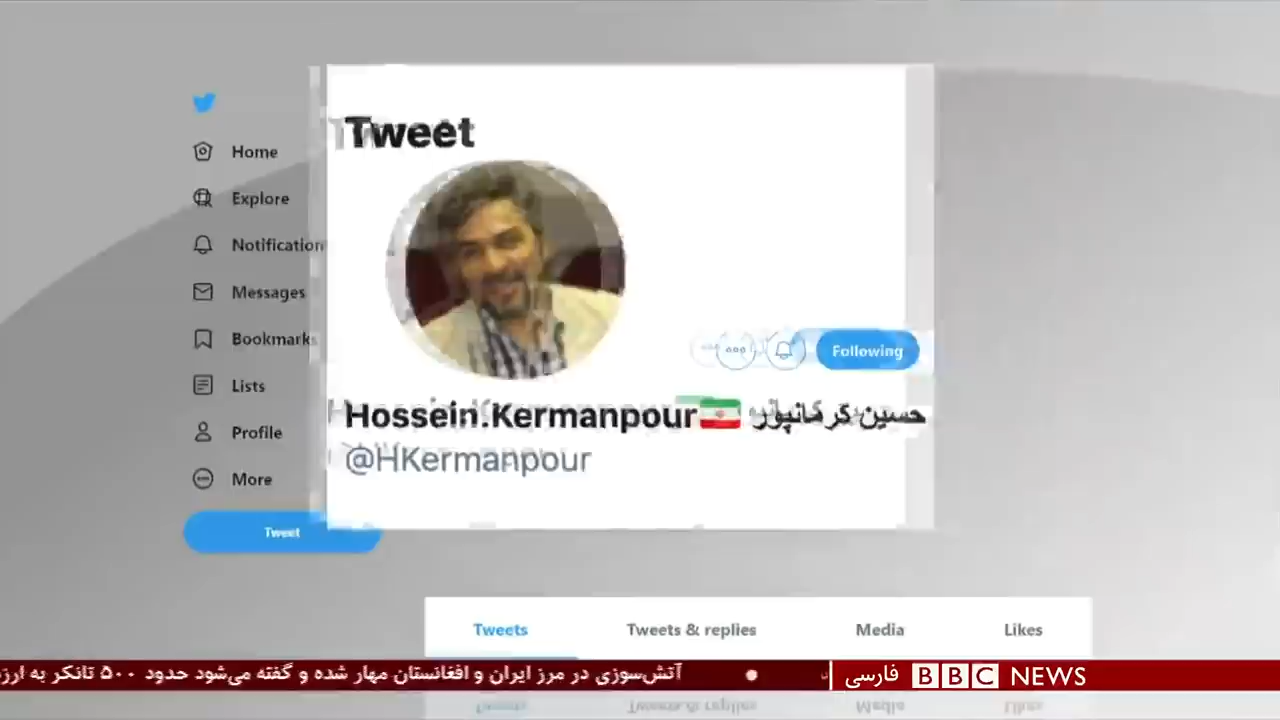 Home
Explore
Notification
Messages
Bookmarks
Lists
Profile
More
Tweet
Tweet
Following
Hossein.Kermanpour🇮🇷 حسین کرمانپور
@HKermanpour
Tweets Tweets & replies Media Likes
آتش‌سوزی در مرز ایران و افغانستان مهار شده و گفته می‌شود حدود ۵۰۰ تانکر به ارز
BBC NEWS فارسی